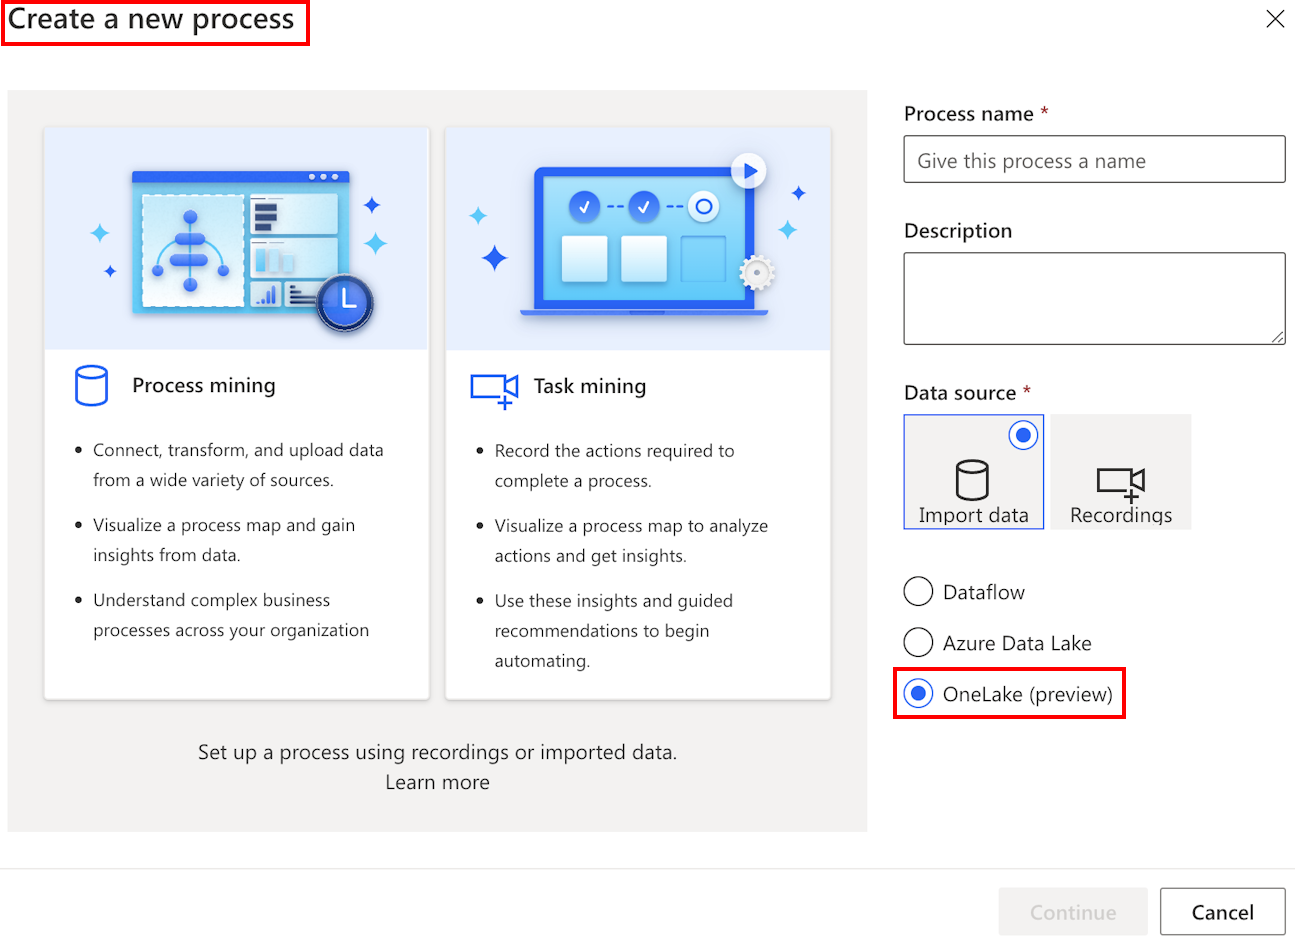 Create a new process
Process mining
• Connect, transform, and upload data
from a wide variety of sources.
• Visualize a process map and gain
insights from data.
• Understand complex business
processes across your organization
Task mining
• Record the actions required to
complete a process.
• Visualize a process map to analyze
actions and get insights.
• Use these insights and guided
recommendations to begin
automating.
Set up a process using recordings or imported data.
Learn more
Process name *
Give this process a name
Description
Data source *
Import data
Recordings
Dataflow
Azure Data Lake
OneLake (preview)
Continue
Cancel